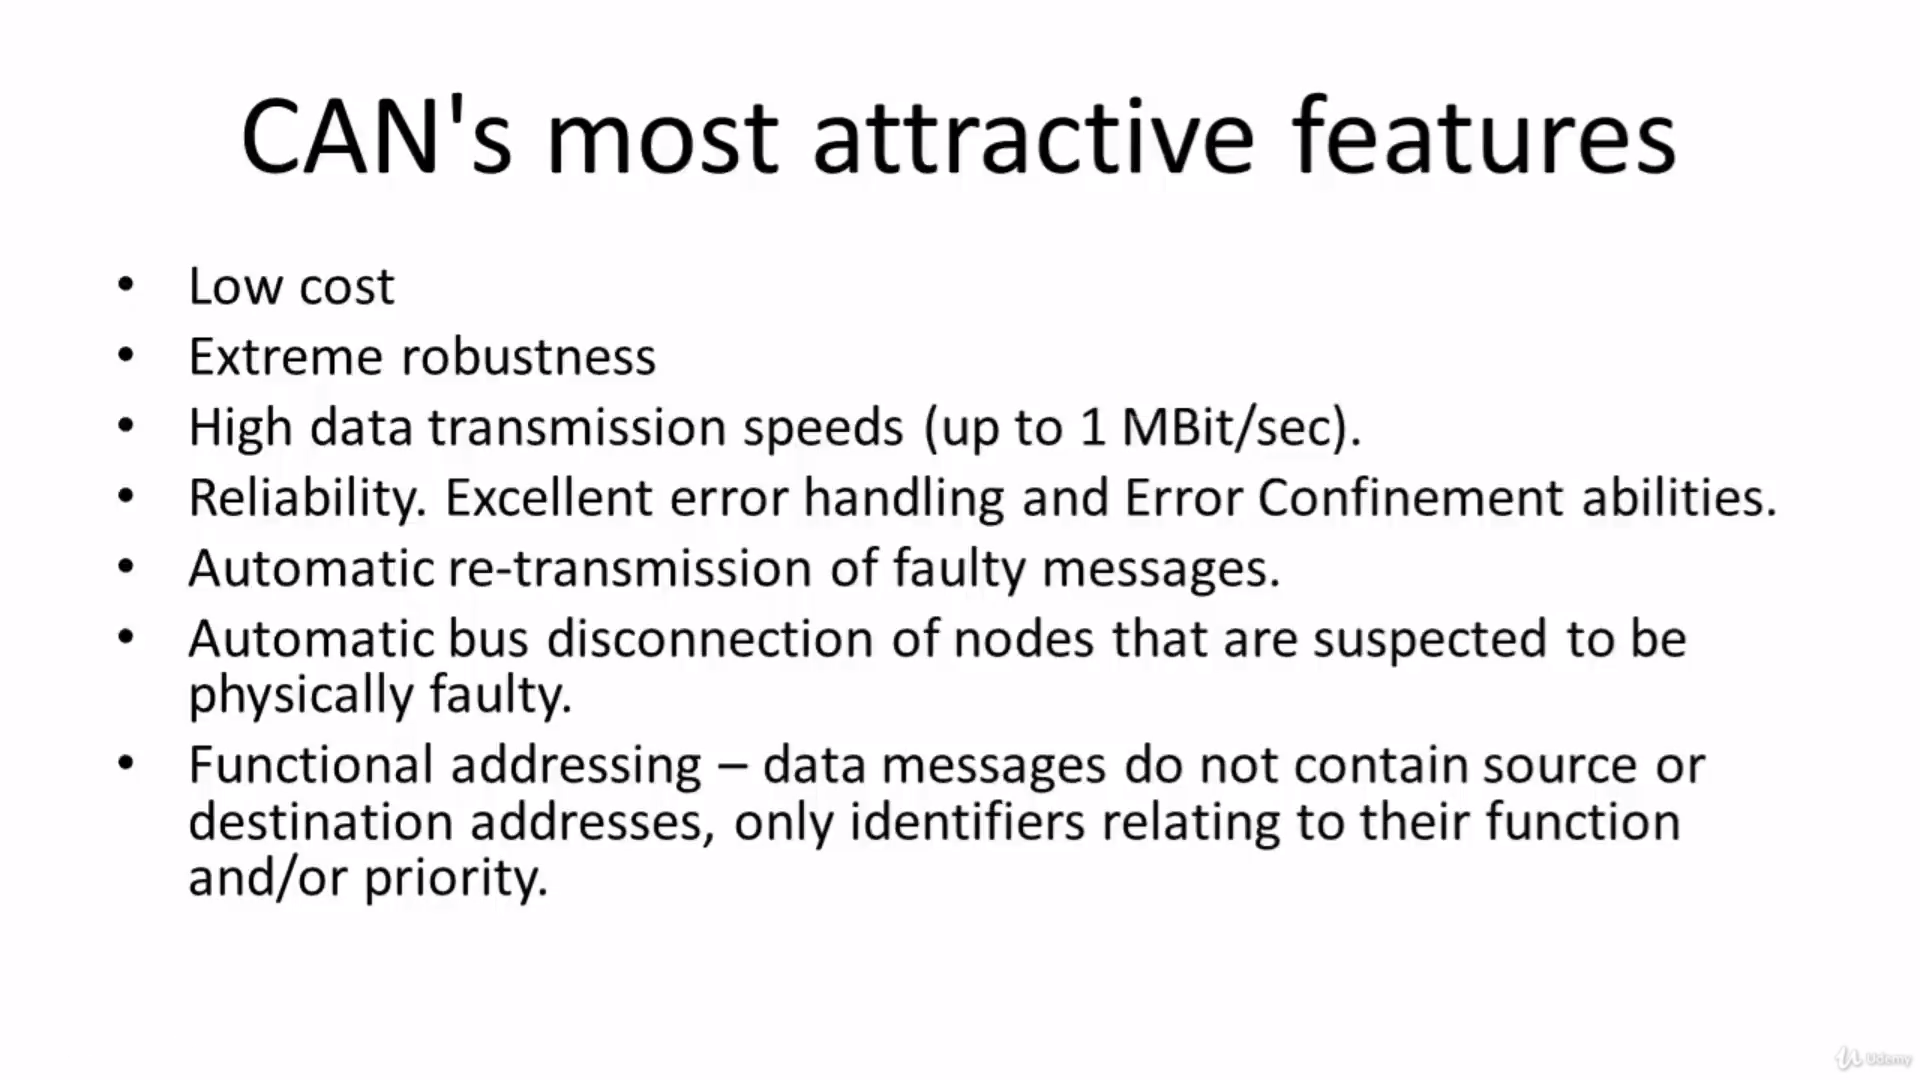 CAN's most attractive features
• Low cost
• Extreme robustness
• High data transmission speeds (up to 1 MBit/sec).
• Reliability. Excellent error handling and Error Confinement abilities.
• Automatic re-transmission of faulty messages.
• Automatic bus disconnection of nodes that are suspected to be
physically faulty.
• Functional addressing – data messages do not contain source or
destination addresses, only identifiers relating to their function
and/or priority.
Udemy